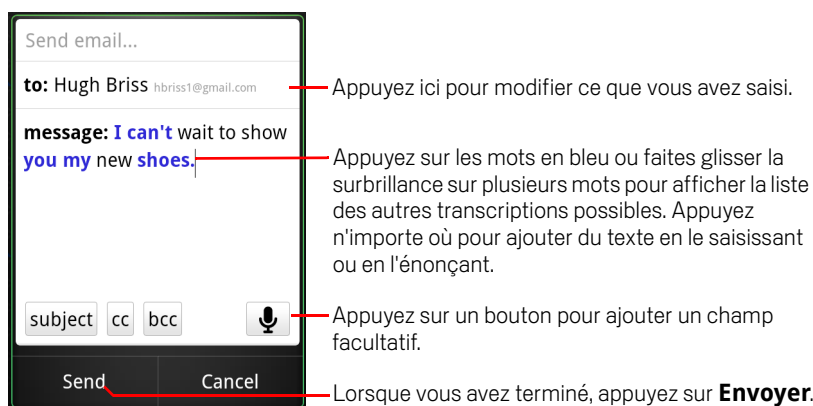 Send email...
to: Hugh Briss hbriss1@gmail.com
Appuyez ici pour modifier ce que vous avez saisi.
message: I can't wait to show
you my new shoes.
Appuyez sur les mots en bleu ou faites glisser la
surbrillance sur plusieurs mots pour afficher la liste
des autres transcriptions possibles. Appuyez
n'importe où pour ajouter du texte en le saisissant
ou en l'énonçant.
subject cc bcc
Appuyez sur un bouton pour ajouter un champ
facultatif.
Send Cancel
Lorsque vous avez terminé, appuyez sur Envoyer.